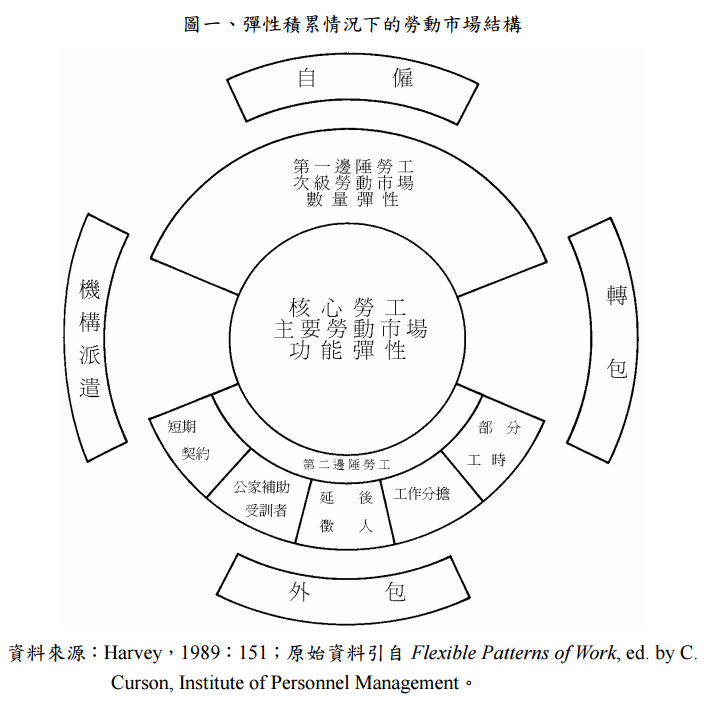 圖一、彈性積累情況下的勞動市場結構
自僱
第一邊陲勞工
次級勞動市場
數量彈性
機構派遣
核心勞工
主要勞動市場
功能彈性
轉包
短期
契約
第二邊陲勞工
部分
工時
公家補助
受訓者
延後
徵人
工作分擔
外包
資料來源：Harvey，1989：151；原始資料引自 Flexible Patterns of Work, ed. by C.
Curson, Institute of Personnel Management。